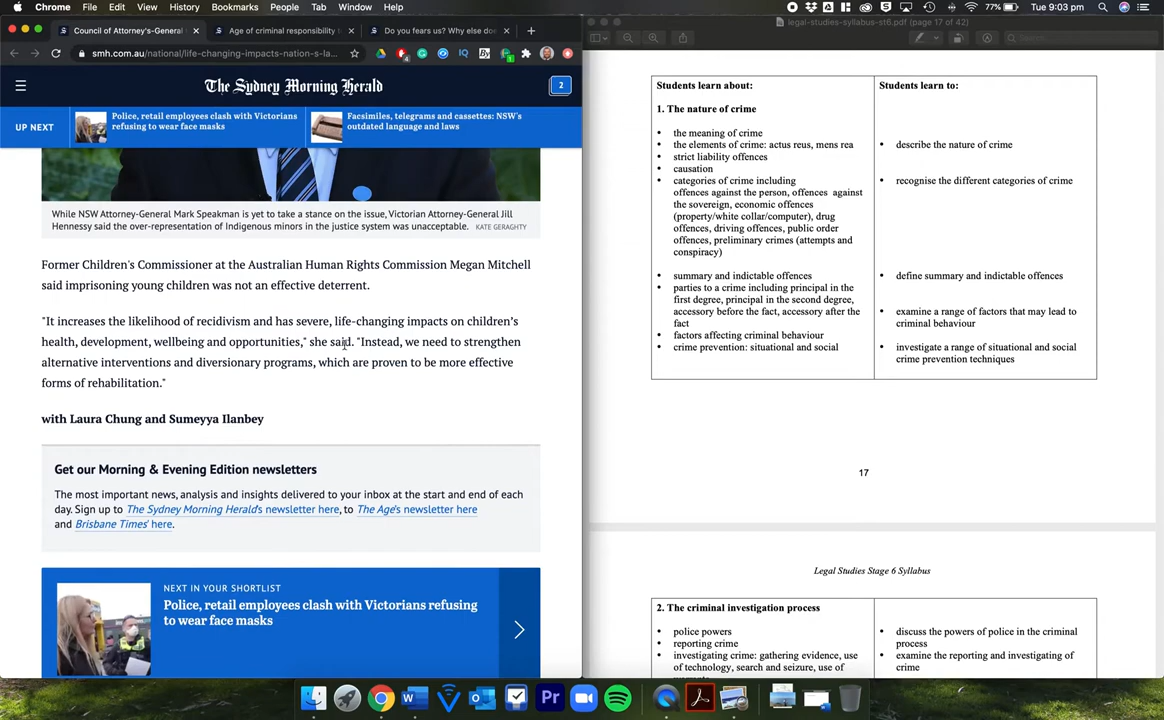 Chrome File Edit View History Bookmarks People Tab Window Help 77% Tue 9:03 pm
Council of Attorney's-General
Age of criminal responsibility t
Do you fears us? Why else don
legal-studies-syllabus-st6.pdf (page 17 of 42)
smh.com.au/national/life-changing-impacts-nation-s-la...
Search
The Sydney Morning Herald
2
UP NEXT
Police, retail employees clash with Victorians
refusing to wear face masks
Facsimiles, telegrams and cassettes: NSW's
outdated language and laws
While NSW Attorney-General Mark Speakman is yet to take a stance on the issue, Victorian Attorney-General Jill
Hennessy said the over-representation of Indigenous minors in the justice system was unacceptable. KATE GERAGHTY
Former Children's Commissioner at the Australian Human Rights Commission Megan Mitchell
said imprisoning young children was not an effective deterrent.
"It increases the likelihood of recidivism and has severe, life-changing impacts on children's
health, development, wellbeing and opportunities," she said. "Instead, we need to strengthen
alternative interventions and diversionary programs, which are proven to be more effective
forms of rehabilitation."
with Laura Chung and Sumeyya Ilanbey
Get our Morning & Evening Edition newsletters
The most important news, analysis and insights delivered to your inbox at the start and end of each
day. Sign up to The Sydney Morning Herald's newsletter here, to The Age's newsletter here
and Brisbane Times' here.
NEXT IN YOUR SHORTLIST
Police, retail employees clash with Victorians refusing
to wear face masks
Students learn about:
1. The nature of crime
• the meaning of crime
• the elements of crime: actus reus, mens rea
• strict liability offences
• causation
• categories of crime including
offences against the person, offences against
the sovereign, economic offences
(property/white collar/computer), drug
offences, driving offences, public order
offences, preliminary crimes (attempts and
conspiracy)
• summary and indictable offences
• parties to a crime including principal in the
first degree, principal in the second degree,
accessory before the fact, accessory after the
fact
• factors affecting criminal behaviour
• crime prevention: situational and social
Students learn to:
• describe the nature of crime
• recognise the different categories of crime
• define summary and indictable offences
• examine a range of factors that may lead to
criminal behaviour
• investigate a range of situational and social
crime prevention techniques
17
Legal Studies Stage 6 Syllabus
2. The criminal investigation process
• police powers
• reporting crime
• investigating crime: gathering evidence, use
of technology, search and seizure, use of
• discuss the powers of police in the criminal
process
• examine the reporting and investigating of
crime